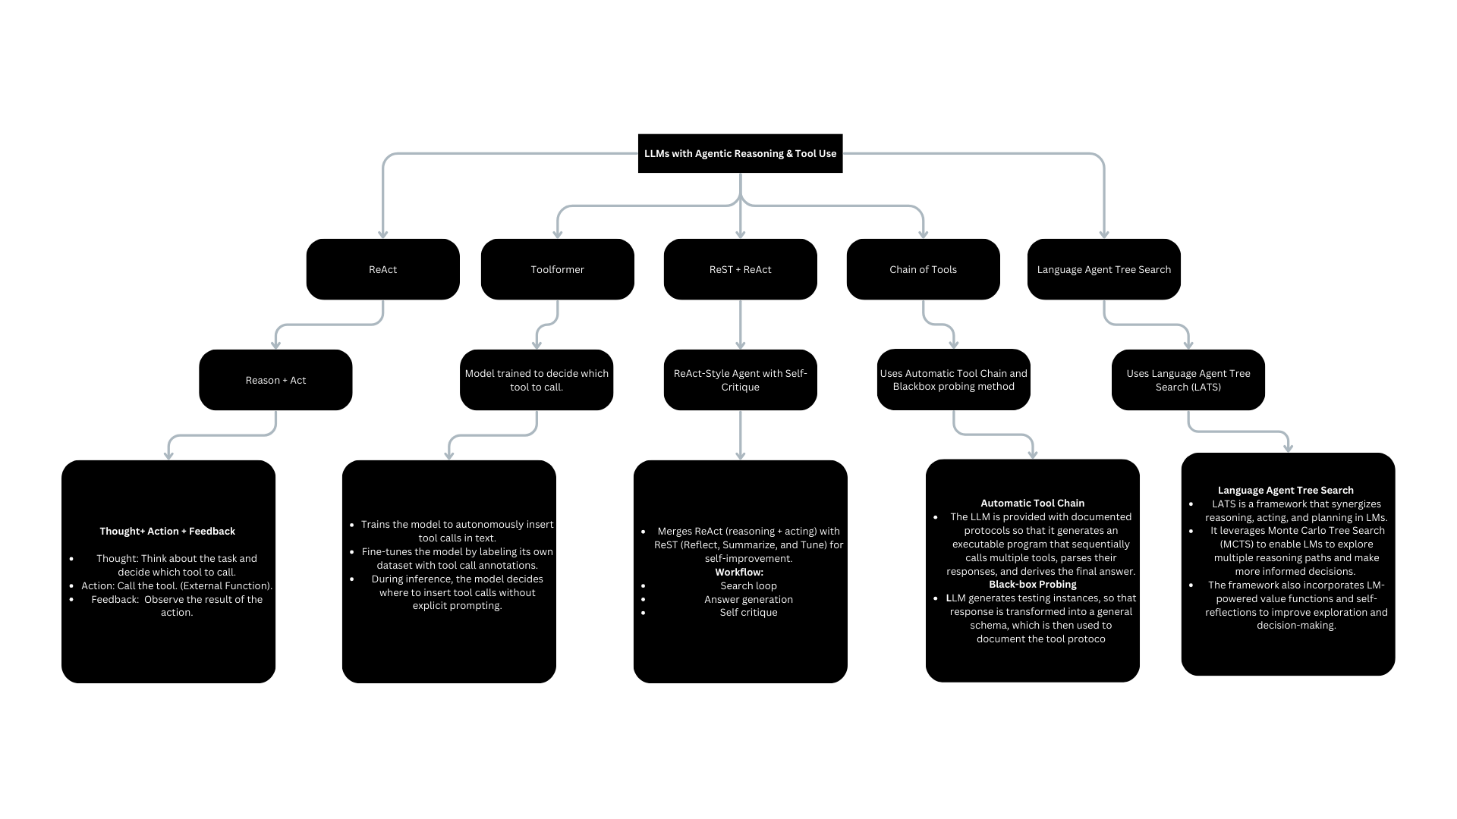 LLMs with Agentic Reasoning & Tool Use
ReAct
Toolformer
ReST + ReAct
Chain of Tools
Language Agent Tree Search
Reason + Act
Model trained to decide which
tool to call.
ReAct-Style Agent with Self-
Critique
Uses Automatic Tool Chain and
Blackbox probing method
Uses Language Agent Tree
Search (LATS)
Thought+ Action + Feedback
• Thought: Think about the task and
decide which tool to call.
• Action: Call the tool. (External Function).
• Feedback:  Observe the result of the
action.
• Trains the model to autonomously insert
tool calls in text.
• Fine-tunes the model by labeling its own
dataset with tool call annotations.
• During inference, the model decides
where to insert tool calls without
explicit prompting.
• Merges ReAct (reasoning + acting) with
ReST (Reflect, Summarize, and Tune) for
self-improvement.
Workflow:
• Search loop
• Answer generation
• Self critique
Automatic Tool Chain
• The LLM is provided with documented
protocols so that it generates an
executable program that sequentially
calls multiple tools, parses their
responses, and derives the final answer.
Black-box Probing
• LLM generates testing instances, so that
response is transformed into a general
schema, which is then used to
document the tool protoco
Language Agent Tree Search
• LATS is a framework that synergizes
reasoning, acting, and planning in LMs.
• It leverages Monte Carlo Tree Search
(MCTS) to enable LMs to explore
multiple reasoning paths and make
more informed decisions.
• The framework also incorporates LM-
powered value functions and self-
reflections to improve exploration and
decision-making.